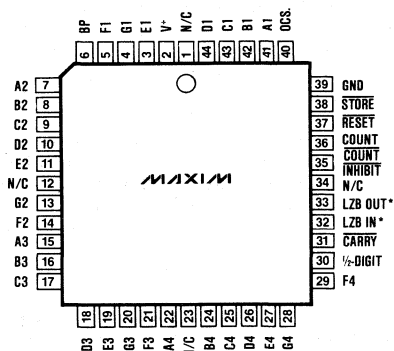 BP F1 G1 E1 V+ N/C D1 C1 B1 A1 OCS.
6 5 4 3 2 1 44 43 42 41 40
A2 7
B2 8
C2 9
D2 10
E2 11
N/C 12
G2 13
F2 14
A3 15
B3 16
C3 17
MAXIM
39 GND
38 STORE
37 RESET
36 COUNT
35 COUNT
INHIBIT
34 N/C
33 LZB OUT*
32 LZB IN*
31 CARRY
30 ½-DIGIT
29 F4
18 19 20 21 22 23 24 25 26 27 28
D3 E3 G3 F3 A4 N/C B4 C4 D4 E4 G4